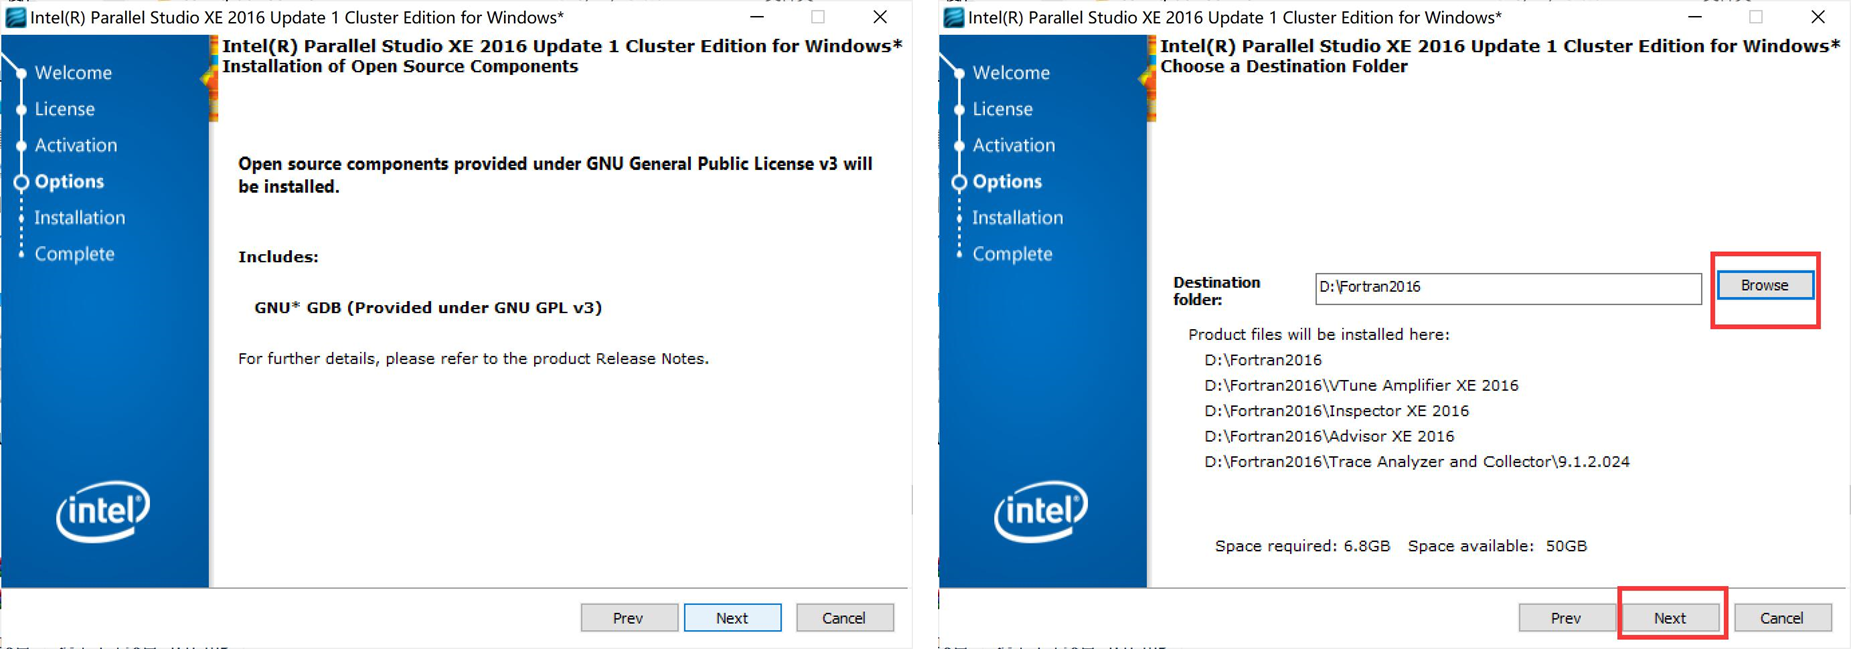 Intel(R) Parallel Studio XE 2016 Update 1 Cluster Edition for Windows*
Welcome
License
Activation
Options
Installation
Complete
intel®
Intel(R) Parallel Studio XE 2016 Update 1 Cluster Edition for Windows*
Installation of Open Source Components
Open source components provided under GNU General Public License v3 will
be installed.
Includes:
GNU* GDB (Provided under GNU GPL v3)
For further details, please refer to the product Release Notes.
Prev
Next
Cancel
Intel(R) Parallel Studio XE 2016 Update 1 Cluster Edition for Windows*
Welcome
License
Activation
Options
Installation
Complete
intel®
Intel(R) Parallel Studio XE 2016 Update 1 Cluster Edition for Windows*
Choose a Destination Folder
Destination
folder:
D:\Fortran2016
Browse
Product files will be installed here:
D:\Fortran2016
D:\Fortran2016\VTune Amplifier XE 2016
D:\Fortran2016\Inspector XE 2016
D:\Fortran2016\Advisor XE 2016
D:\Fortran2016\Trace Analyzer and Collector\9.1.2.024
Space required: 6.8GB Space available: 50GB
Prev
Next
Cancel